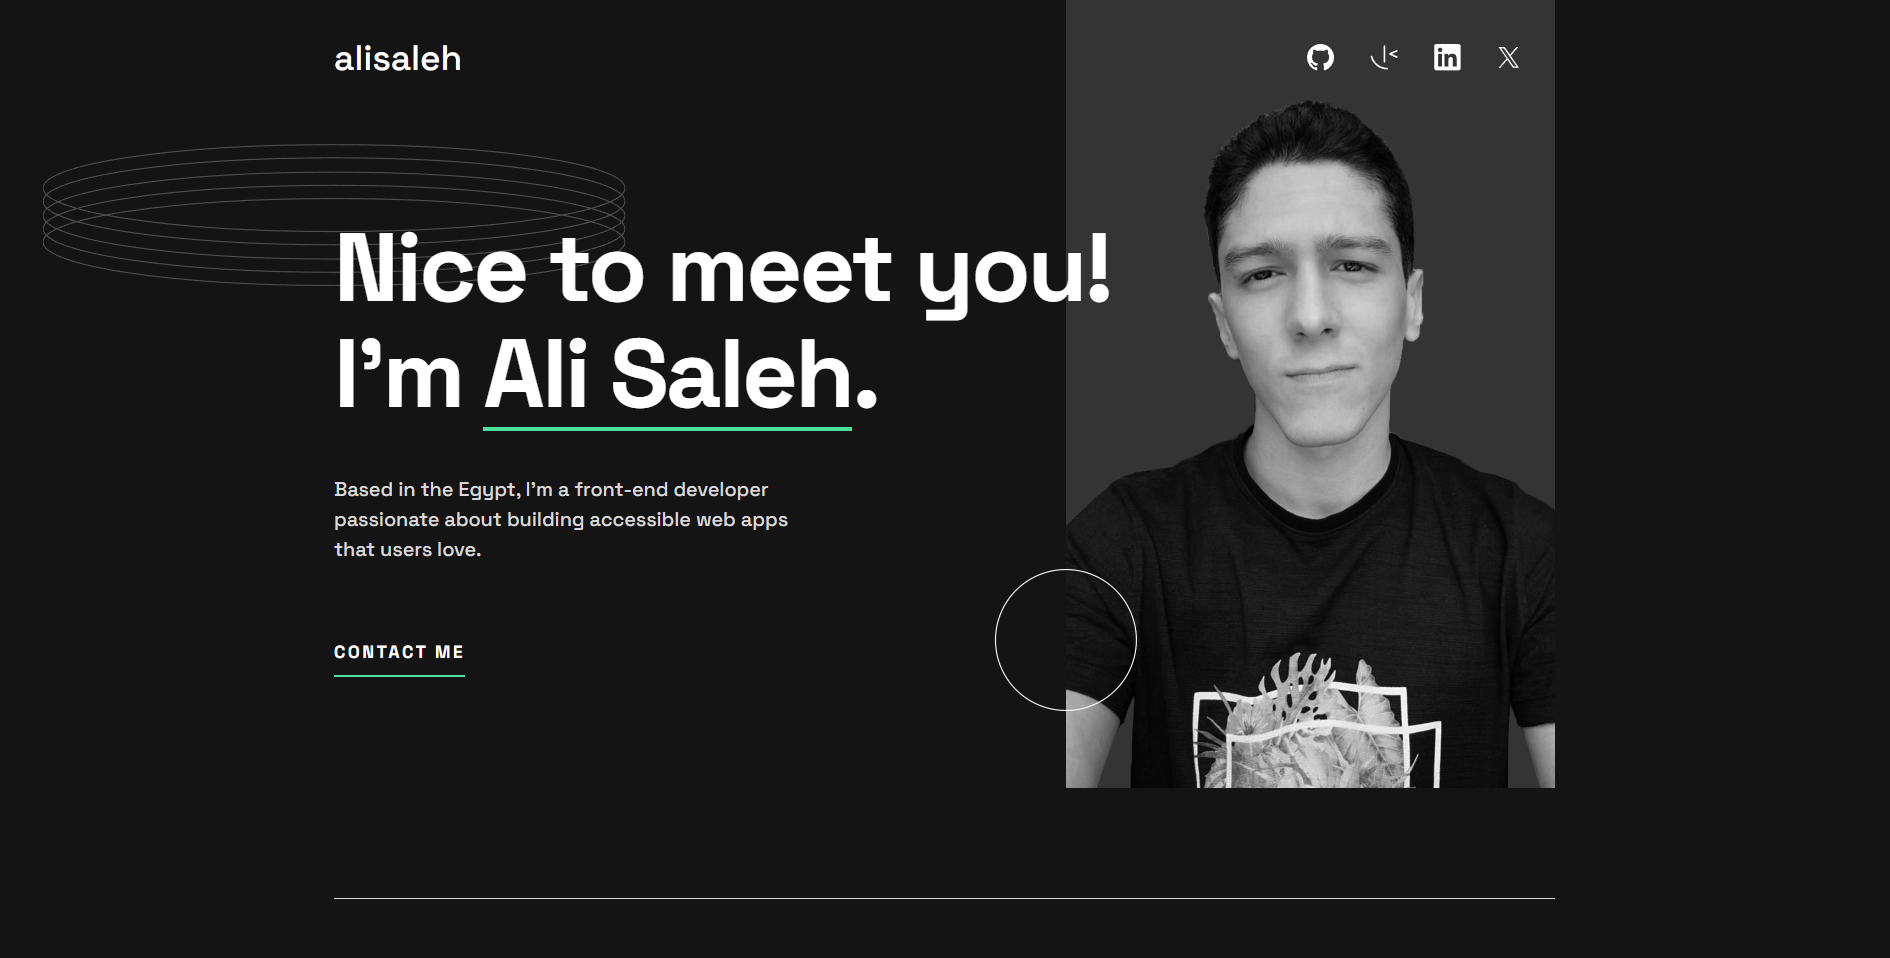 alisaleh
Nice to meet you!
I’m Ali Saleh.
Based in the Egypt, I’m a front-end developer
passionate about building accessible web apps
that users love.
CONTACT ME